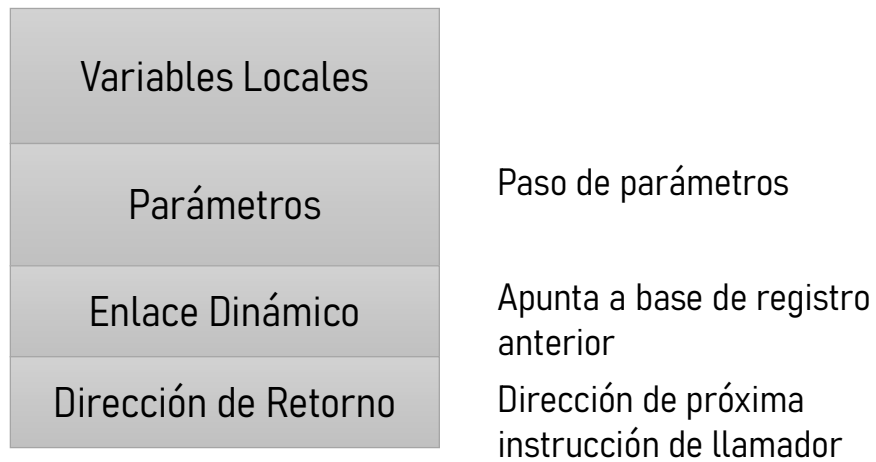 Variables Locales
Parámetros
Paso de parámetros
Enlace Dinámico
Apunta a base de registro
anterior
Dirección de Retorno
Dirección de próxima
instrucción de llamador